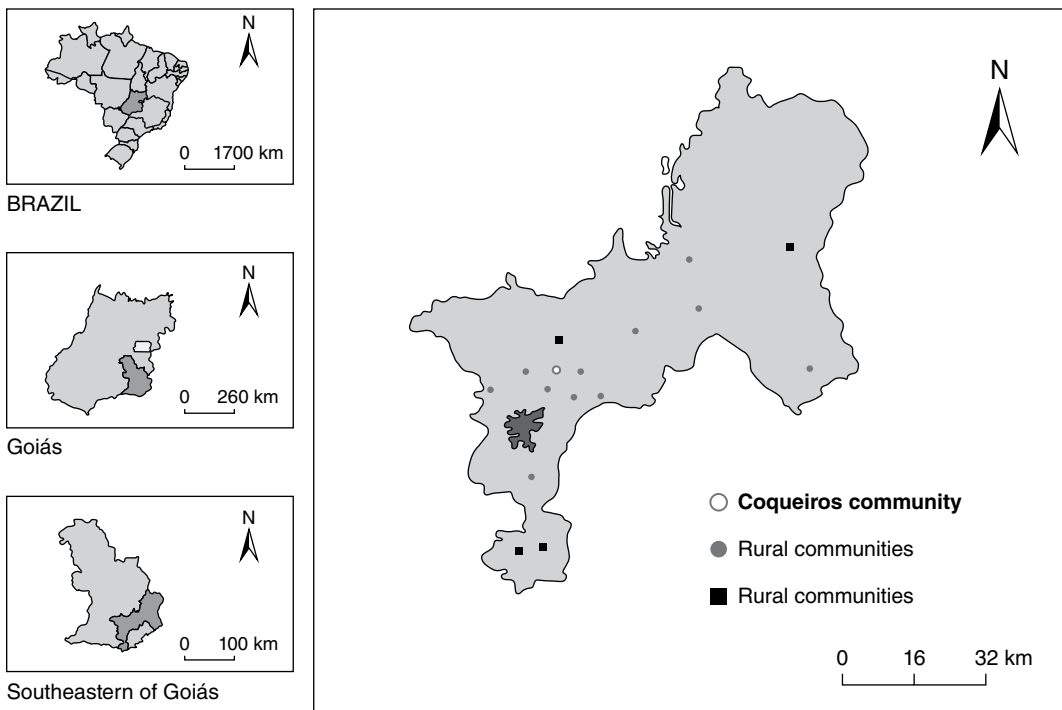 N
0 1700 km
BRAZIL
N
0 260 km
Goiás
N
0 100 km
Southeastern of Goiás
N
Coqueiros community
Rural communities
Rural communities
0 16 32 km